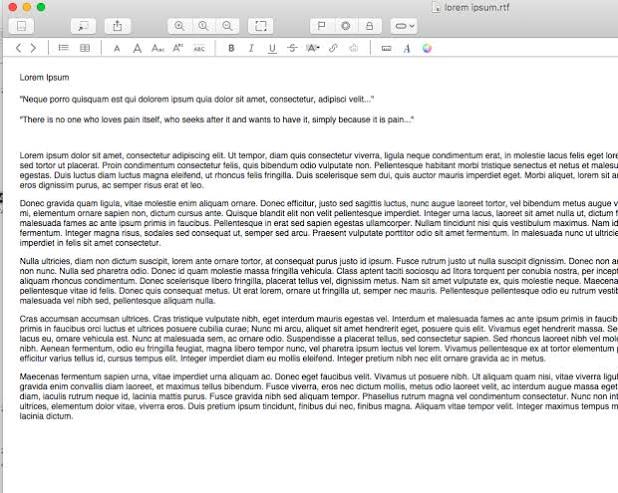 lorem ipsum.rtf
A A
B I U S A
A
Lorem Ipsum
"Neque porro quisquam est qui dolorem ipsum quia dolor sit amet, consectetur, adipisci velit..."
"There is no one who loves pain itself, who seeks after it and wants to have it, simply because it is pain..."
Lorem ipsum dolor sit amet, consectetur adipiscing elit. Ut tempor, diam quis consectetur viverra, ligula neque condimentum erat, in molestie lacus felis eget lore
sed tortor ut placerat. Proin condimentum consectetur felis, quis bibendum odio vulputate non. Pellentesque habitant morbi tristique senectus et netus et malesu
egestas. Duis luctus diam luctus magna eleifend, ut rhoncus felis fringilla. Duis scelerisque sem dui, quis auctor mauris imperdiet eget. Morbi aliquet, lorem sit a
eros dignissim purus, ac semper risus erat et leo.
Donec gravida quam ligula, vitae molestie enim aliquam ornare. Donec efficitur, justo sed sagittis luctus, nunc augue laoreet tortor, vel bibendum metus augue v
mi, elementum ornare sapien non, dictum cursus ante. Quisque blandit elit non velit pellentesque imperdiet. Integer urna lacus, laoreet sit amet nulla ut, dictum f
malesuada fames ac ante ipsum primis in faucibus. Pellentesque in erat sed sapien egestas ullamcorper. Nullam tincidunt nisi quis vestibulum maximus. Nam id
fermentum. Integer magna risus, sodales sed consequat ut, semper sed arcu. Praesent vulputate porttitor odio sit amet fermentum. In malesuada nunc ut ultricie
imperdiet in felis sit amet consectetur.
Nulla ultricies, diam non dictum suscipit, lorem ante ornare tortor, at consequat purus justo id ipsum. Fusce rutrum justo ut nulla suscipit dignissim. Donec non a
non nunc. Nulla sed pharetra odio. Donec id quam molestie massa fringilla vehicula. Class aptent taciti sociosqu ad litora torquent per conubia nostra, per incept
aliquam rhoncus condimentum. Donec scelerisque libero fringilla, placerat tellus vel, dignissim metus. Nam sit amet vulputate ex, quis molestie neque. Maecena
pellentesque vitae id felis. Donec quis consequat metus. Ut erat lorem, ornare ut fringilla ut, semper nec mauris. Pellentesque pellentesque odio eu rutrum vestib
malesuada vel nibh sed, pellentesque aliquam nulla.
Cras accumsan accumsan ultrices. Cras tristique vulputate nibh, eget interdum mauris egestas vel. Interdum et malesuada fames ac ante ipsum primis in faucib
primis in faucibus orci luctus et ultrices posuere cubilia curae; Nunc mi arcu, aliquet sit amet hendrerit eget, posuere quis elit. Vivamus eget hendrerit massa. Se
lacus eu, ornare vehicula est. Nunc at malesuada sem, ac ornare odio. Suspendisse a placerat tellus, sed consectetur sapien. Sed rhoncus laoreet nibh vel mole
nibh. Aenean fermentum, odio eu fringilla feugiat, magna libero tempor nunc, vel pharetra ipsum lectus vel lorem. Vivamus pellentesque ex at tortor elementum p
efficitur varius tellus id, cursus tempus elit. Integer imperdiet diam eu mollis eleifend. Integer pretium nibh nec elit ornare gravida ac in metus.
Maecenas fermentum sapien urna, vitae imperdiet urna aliquam ac. Donec eget faucibus velit. Vivamus ut posuere nibh. Ut aliquam quam nisi, vitae viverra ligul
gravida enim convallis diam laoreet, et maximus tellus bibendum. Fusce viverra, eros nec dictum mollis, metus odio laoreet velit, ac interdum augue massa eget
diam, iaculis rutrum neque id, lacinia mattis purus. Fusce gravida nibh sed aliquam tempor. Phasellus rutrum magna vel condimentum consectetur. Nunc non int
ultrices, elementum dolor vitae, viverra eros. Duis pretium ipsum tincidunt, finibus dui nec, finibus magna. Aliquam vitae tempor velit. Integer maximus tempus m
lacinia dictum.